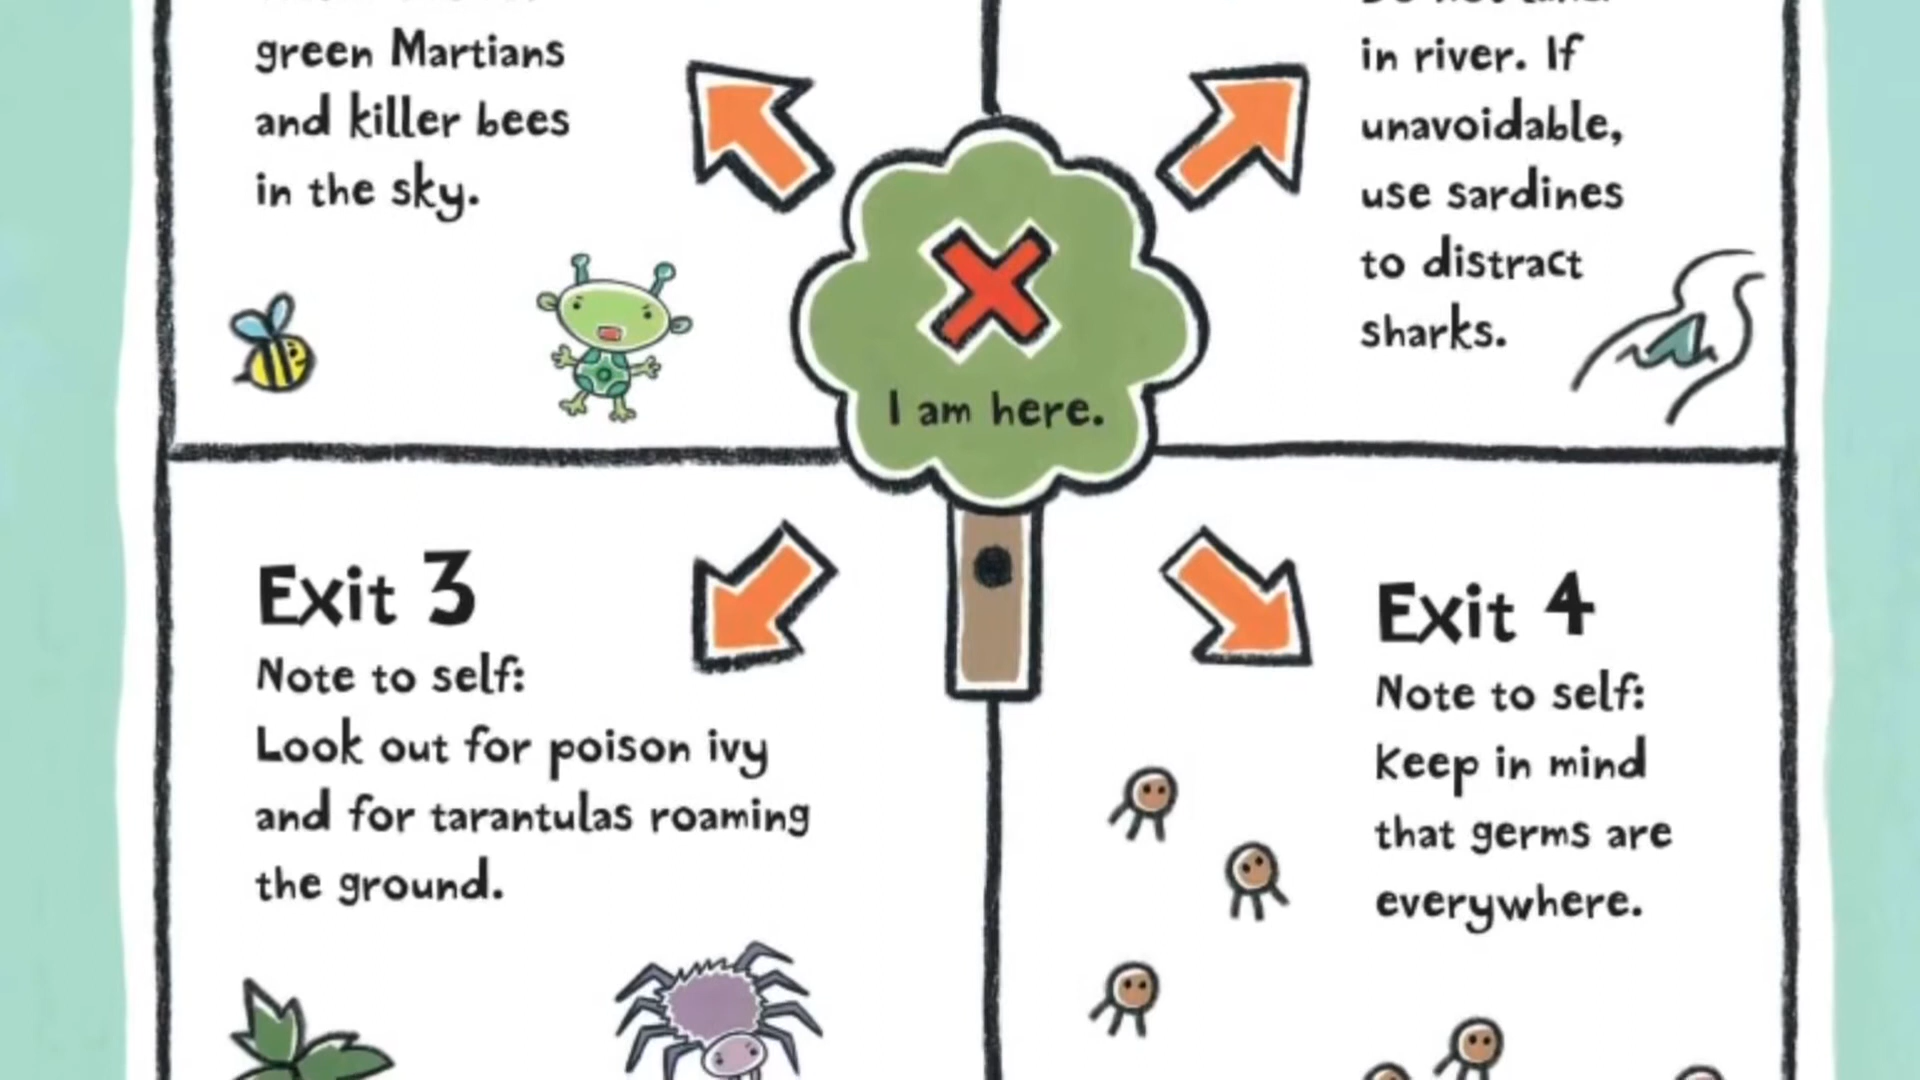 green Martians
and killer bees
in the sky.
in river. If
unavoidable,
use sardines
to distract
sharks.
I am here.
Exit 3
Note to self:
Look out for poison ivy
and for tarantulas roaming
the ground.
Exit 4
Note to self:
Keep in mind
that germs are
everywhere.